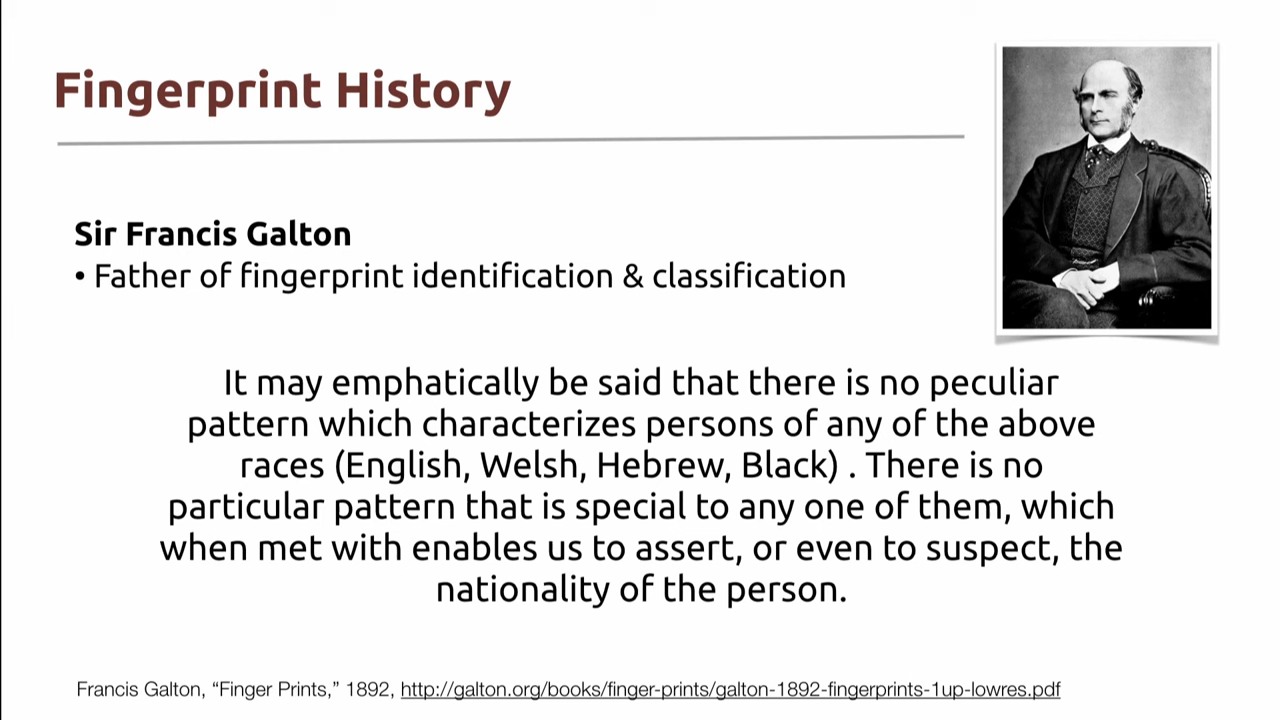 Fingerprint History
Sir Francis Galton
• Father of fingerprint identification & classification
It may emphatically be said that there is no peculiar
pattern which characterizes persons of any of the above
races (English, Welsh, Hebrew, Black) . There is no
particular pattern that is special to any one of them, which
when met with enables us to assert, or even to suspect, the
nationality of the person.
Francis Galton, “Finger Prints,” 1892, http://galton.org/books/finger-prints/galton-1892-fingerprints-1up-lowres.pdf